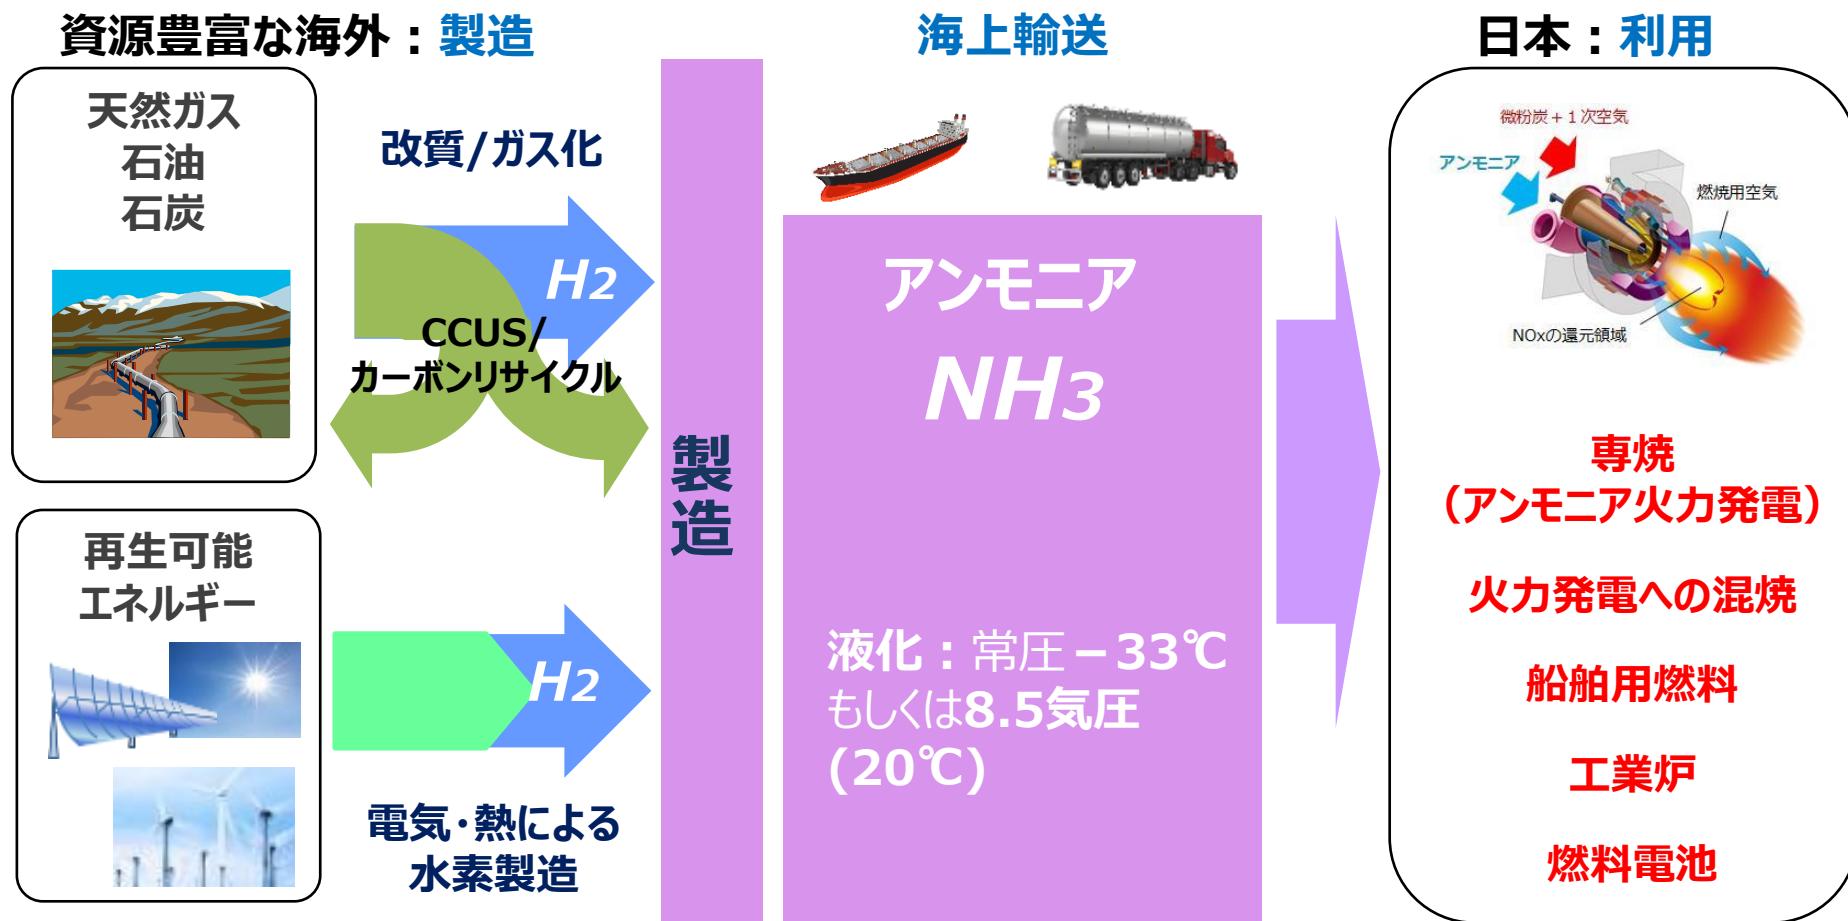 資源豊富な海外：製造
天然ガス
石油
石炭
改質/ガス化
H2
CCUS/
カーボンリサイクル
再生可能
エネルギー
H2
電気・熱による
水素製造
製造
海上輸送
アンモニア
NH3
液化：常圧－33℃
もしくは8.5気圧
(20℃)
日本：利用
微粉炭＋1次空気
アンモニア
燃焼用空気
NOxの還元領域
専焼
（アンモニア火力発電）
火力発電への混焼
船舶用燃料
工業炉
燃料電池